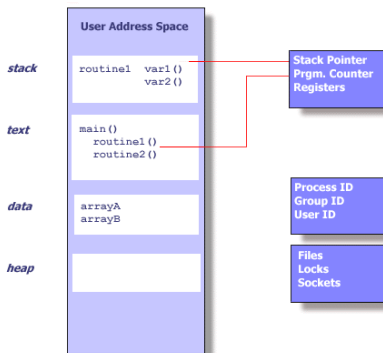 User Address Space
stack
routine1 var1()
var2()
Stack Pointer
Prgm. Counter
Registers
text
main()
routine1()
routine2()
data
arrayA
arrayB
Process ID
Group ID
User ID
heap
Files
Locks
Sockets